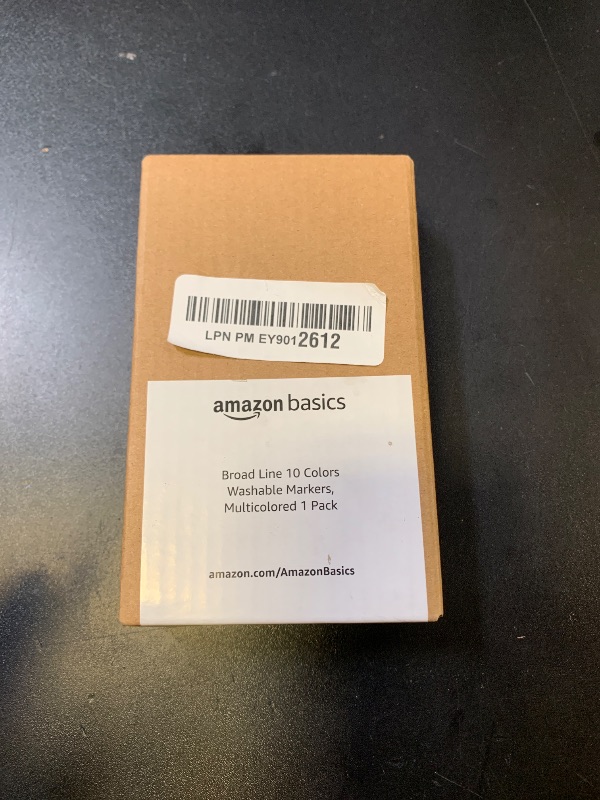 LPN PM EY9012612
amazon basics
Broad Line 10 Colors
Washable Markers,
Multicolored 1 Pack
amazon.com/AmazonBasics